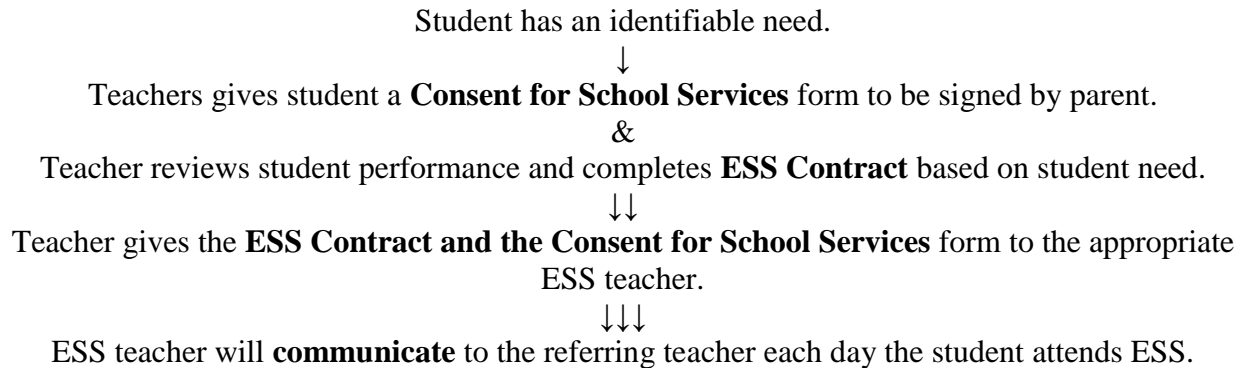 Student has an identifiable need.
↓
Teachers gives student a Consent for School Services form to be signed by parent.
&
Teacher reviews student performance and completes ESS Contract based on student need.
↓↓
Teacher gives the ESS Contract and the Consent for School Services form to the appropriate
ESS teacher.
↓↓↓
ESS teacher will communicate to the referring teacher each day the student attends ESS.